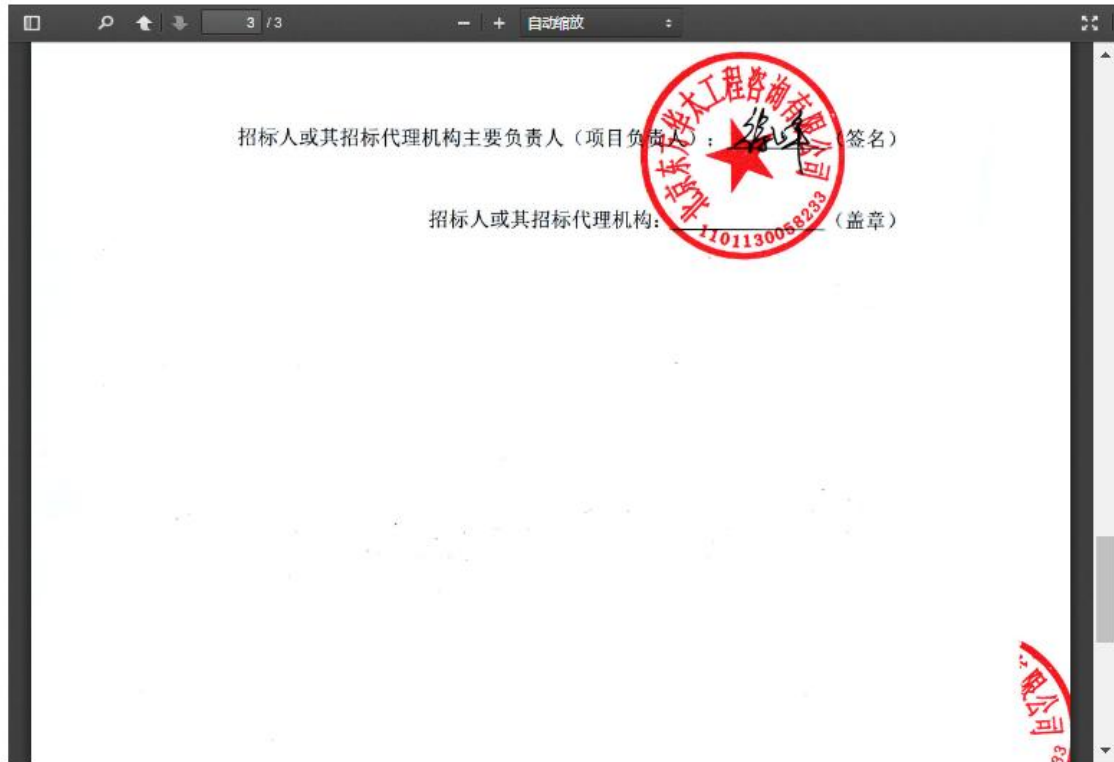 3 / 3
自动缩放
北京东方华太工程咨询有限公司
招标人或其招标代理机构主要负责人（项目负责人）：（签名）
招标人或其招标代理机构：（盖章）
1101130058233
限公司